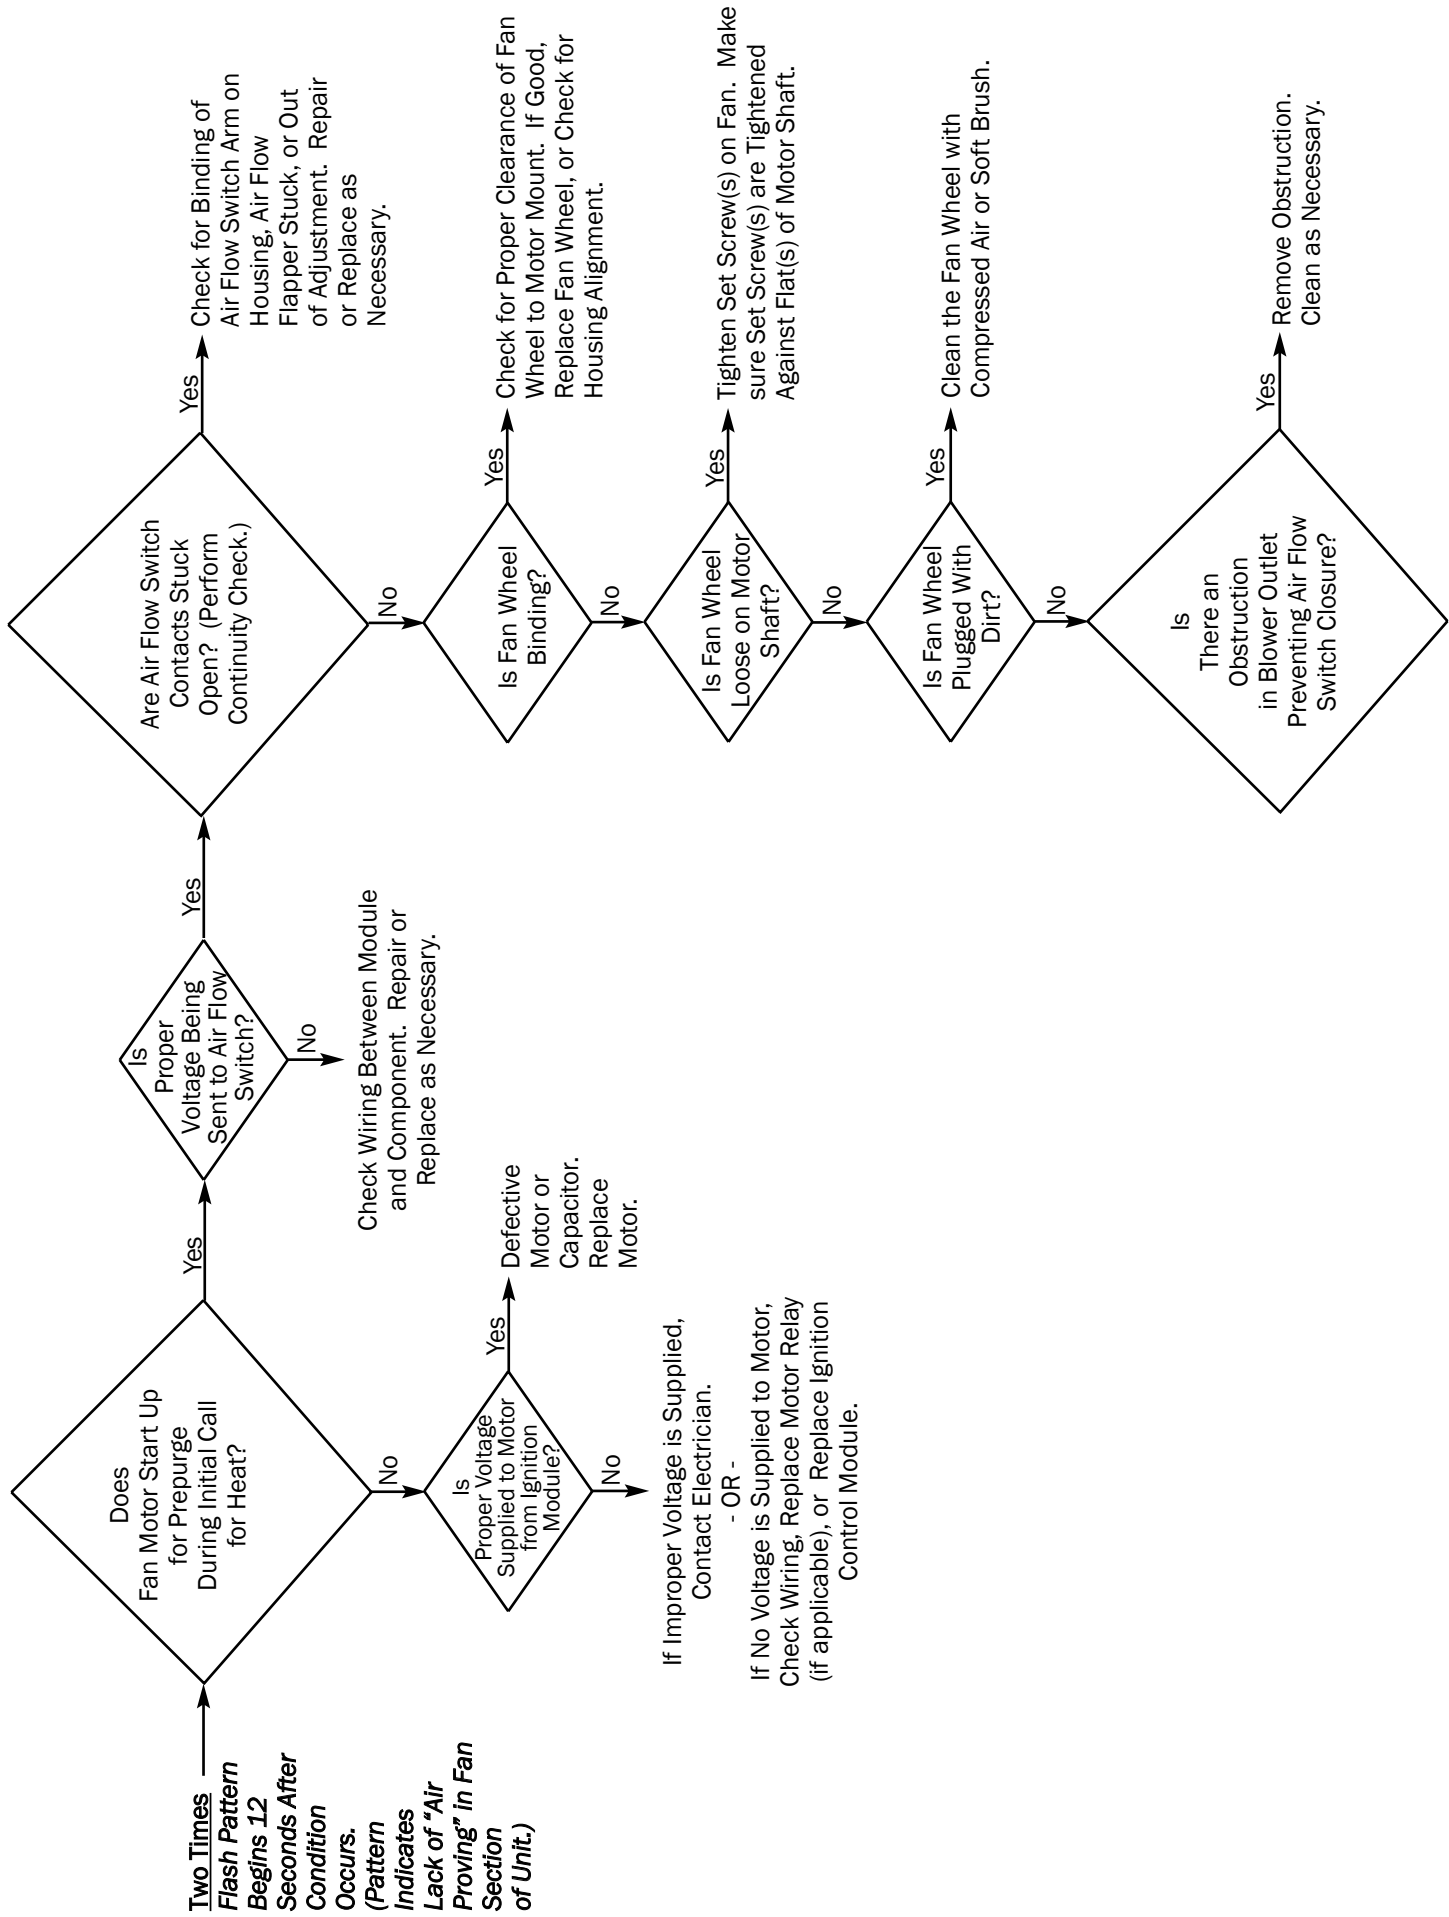 Two Times
Flash Pattern
Begins 12
Seconds After
Condition
Occurs.
(Pattern
Indicates
Lack of “Air
Proving” in Fan
Section
of Unit.)
Does
Fan Motor Start Up
for Prepurge
During Initial Call
for Heat?
Yes
No
Is
Proper Voltage
Supplied to Motor
from Ignition
Module?
Yes
Defective
Motor or
Capacitor.
Replace
Motor.
No
If Improper Voltage is Supplied,
Contact Electrician.
- OR -
If No Voltage is Supplied to Motor,
Check Wiring, Replace Motor Relay
(if applicable), or Replace Ignition
Control Module.
Is
Proper
Voltage Being
Sent to Air Flow
Switch?
Yes
No
Check Wiring Between Module
and Component. Repair or
Replace as Necessary.
Are Air Flow Switch
Contacts Stuck
Open? (Perform
Continuity Check.)
Yes
Check for Binding of
Air Flow Switch Arm on
Housing, Air Flow
Flapper Stuck, or Out
of Adjustment. Repair
or Replace as
Necessary.
No
Is Fan Wheel
Binding?
Yes
Check for Proper Clearance of Fan
Wheel to Motor Mount. If Good,
Replace Fan Wheel, or Check for
Housing Alignment.
No
Is Fan Wheel
Loose on Motor
Shaft?
Yes
Tighten Set Screw(s) on Fan. Make
sure Set Screw(s) are Tightened
Against Flat(s) of Motor Shaft.
No
Is Fan Wheel
Plugged With
Dirt?
Yes
Clean the Fan Wheel with
Compressed Air or Soft Brush.
No
Is
There an
Obstruction
in Blower Outlet
Preventing Air Flow
Switch Closure?
Yes
Remove Obstruction.
Clean as Necessary.